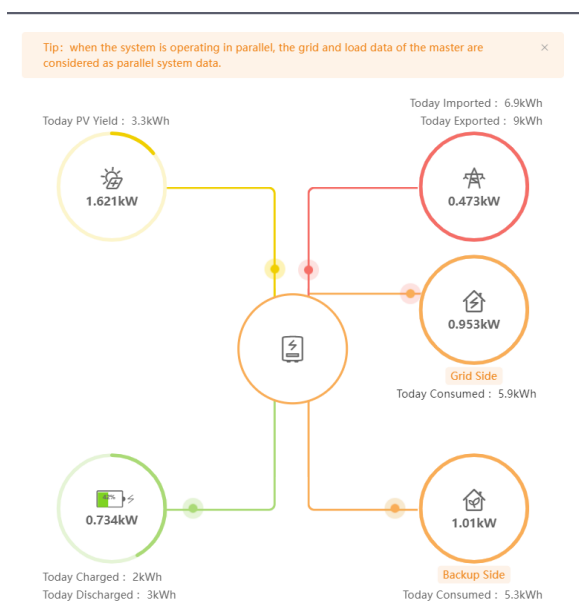 Tip: when the system is operating in parallel, the grid and load data of the master are
considered as parallel system data.
Today Imported : 6.9kWh
Today PV Yield : 3.3kWh
Today Exported : 9kWh
1.621kW
0.473kW
0.953kW
Grid Side
Today Consumed : 5.9kWh
42%
0.734kW
1.01kW
Backup Side
Today Charged : 2kWh
Today Discharged : 3kWh
Today Consumed : 5.3kWh